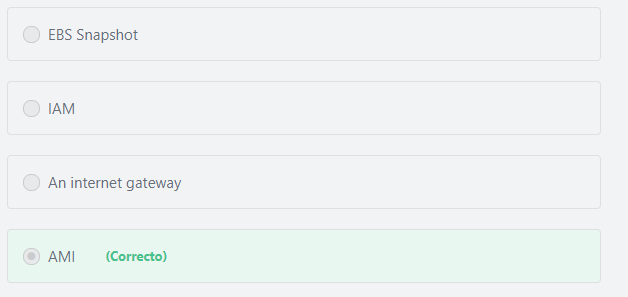 EBS Snapshot
IAM
An internet gateway
AMI (Correcto)